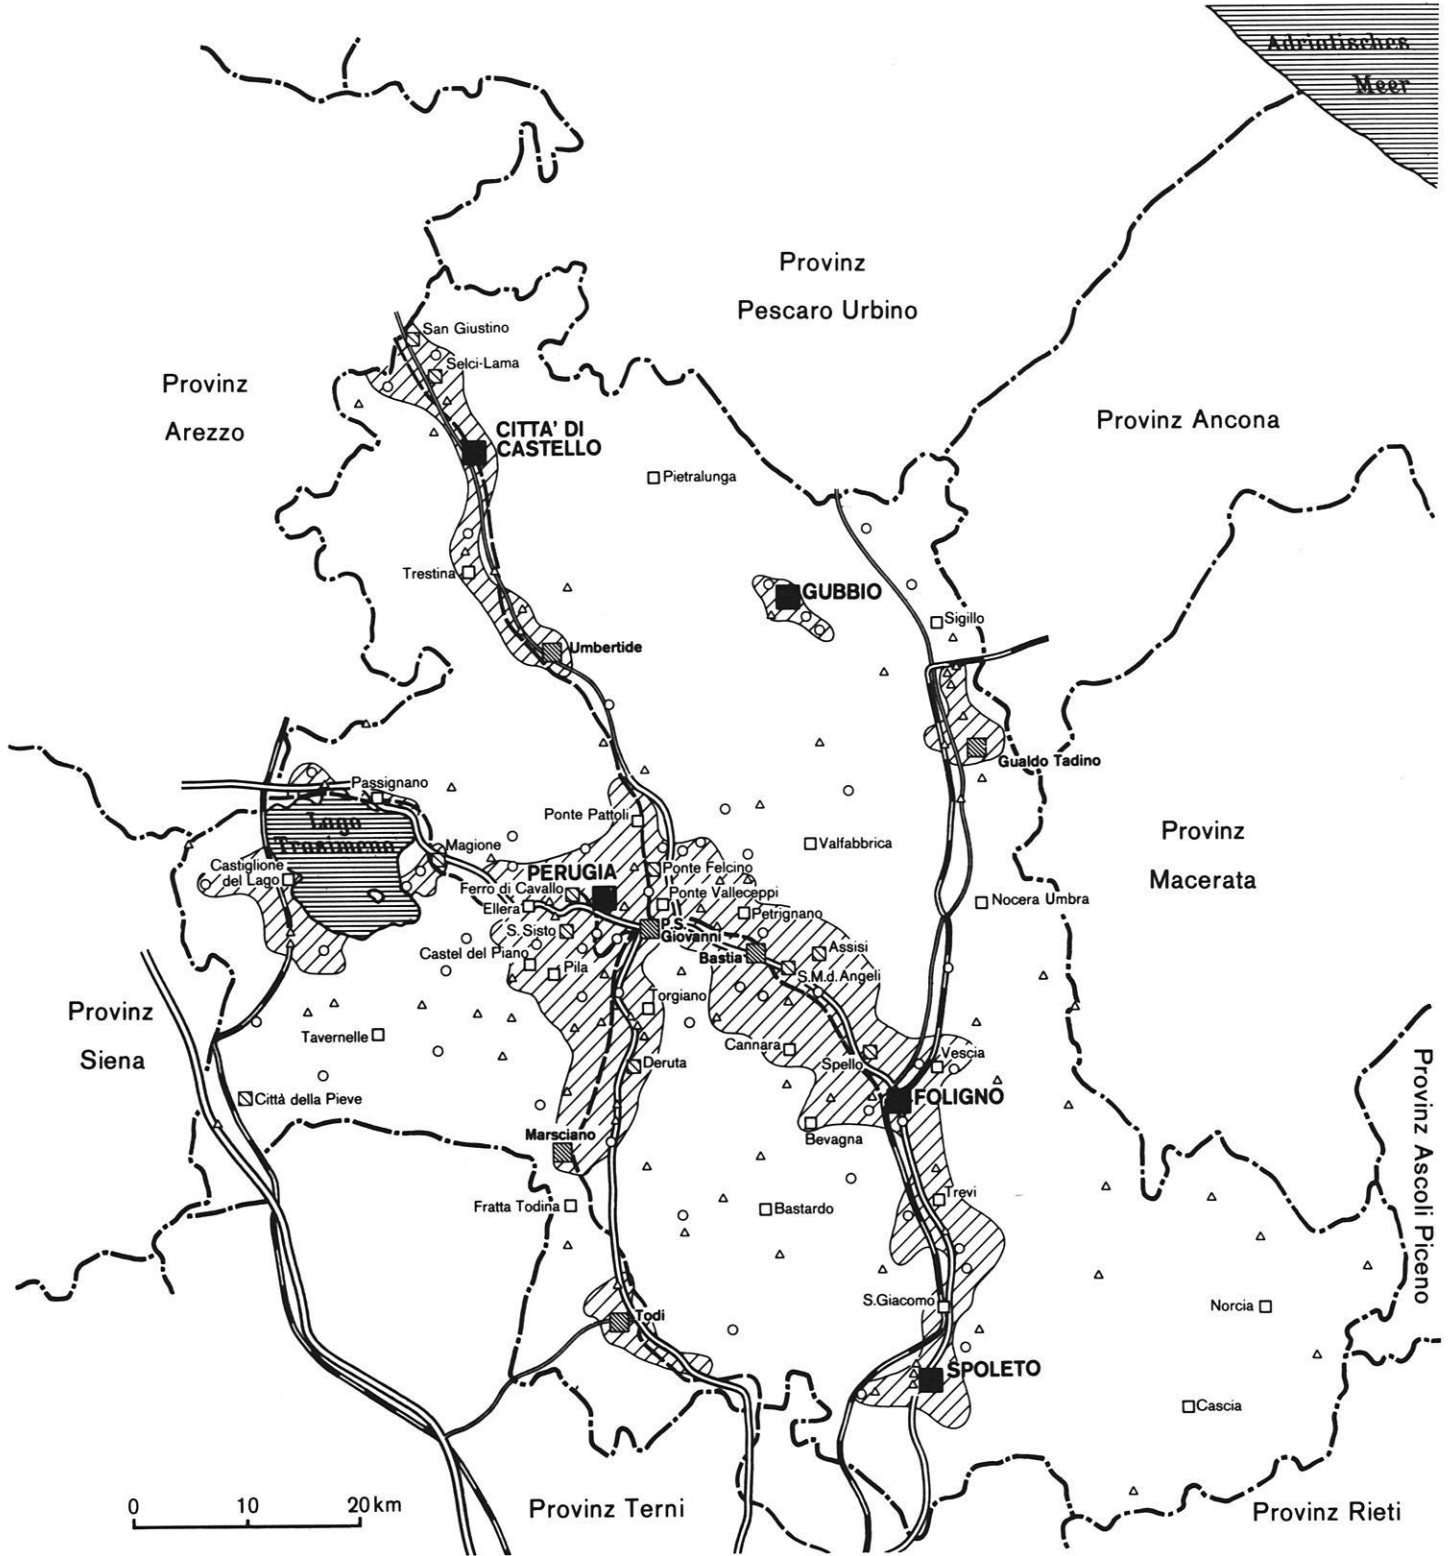 Adriatisches
Meer
Provinz
Pescaro Urbino
San Giustino
Selci-Lama
Provinz
Arezzo
CITTA' DI
CASTELLO
Provinz Ancona
Pietralunga
Trestina
GUBBIO
Sigillo
Umbertide
Gualdo Tadino
Passignano
Lago
Trasimeno
Ponte Pattoli
Magione
Valfabbrica
Provinz
Macerata
Castiglione
del Lago
PERUGIA
Ponte Felcino
Ferro di Cavallo
Ponte Valleceppi
Ellera
Petrignano
Nocera Umbra
S. Sisto
P.S.
Giovanni
Castel del Piano
Pila
Bastia
Assisi
S.M.d. Angeli
Torgiano
Provinz
Siena
Tavernelle
Cannara
Spello
Vescia
Deruta
Città della Pieve
FOLIGNO
Marsciano
Bevagna
Provinz Ascoli Piceno
Fratta Todina
Bastardo
Trevi
S.Giacomo
Norcia
Todi
SPOLETO
Cascia
0 10 20 km
Provinz Terni
Provinz Rieti